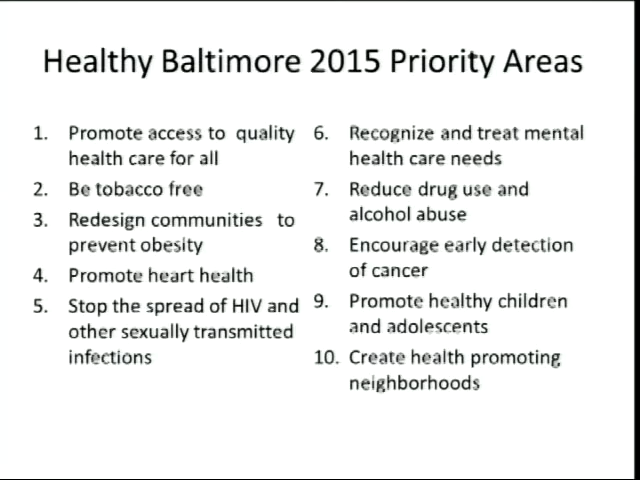 Healthy Baltimore 2015 Priority Areas
1. Promote access to quality
health care for all
2. Be tobacco free
3. Redesign communities to
prevent obesity
4. Promote heart health
5. Stop the spread of HIV and
other sexually transmitted
infections
6. Recognize and treat mental
health care needs
7. Reduce drug use and
alcohol abuse
8. Encourage early detection
of cancer
9. Promote healthy children
and adolescents
10. Create health promoting
neighborhoods